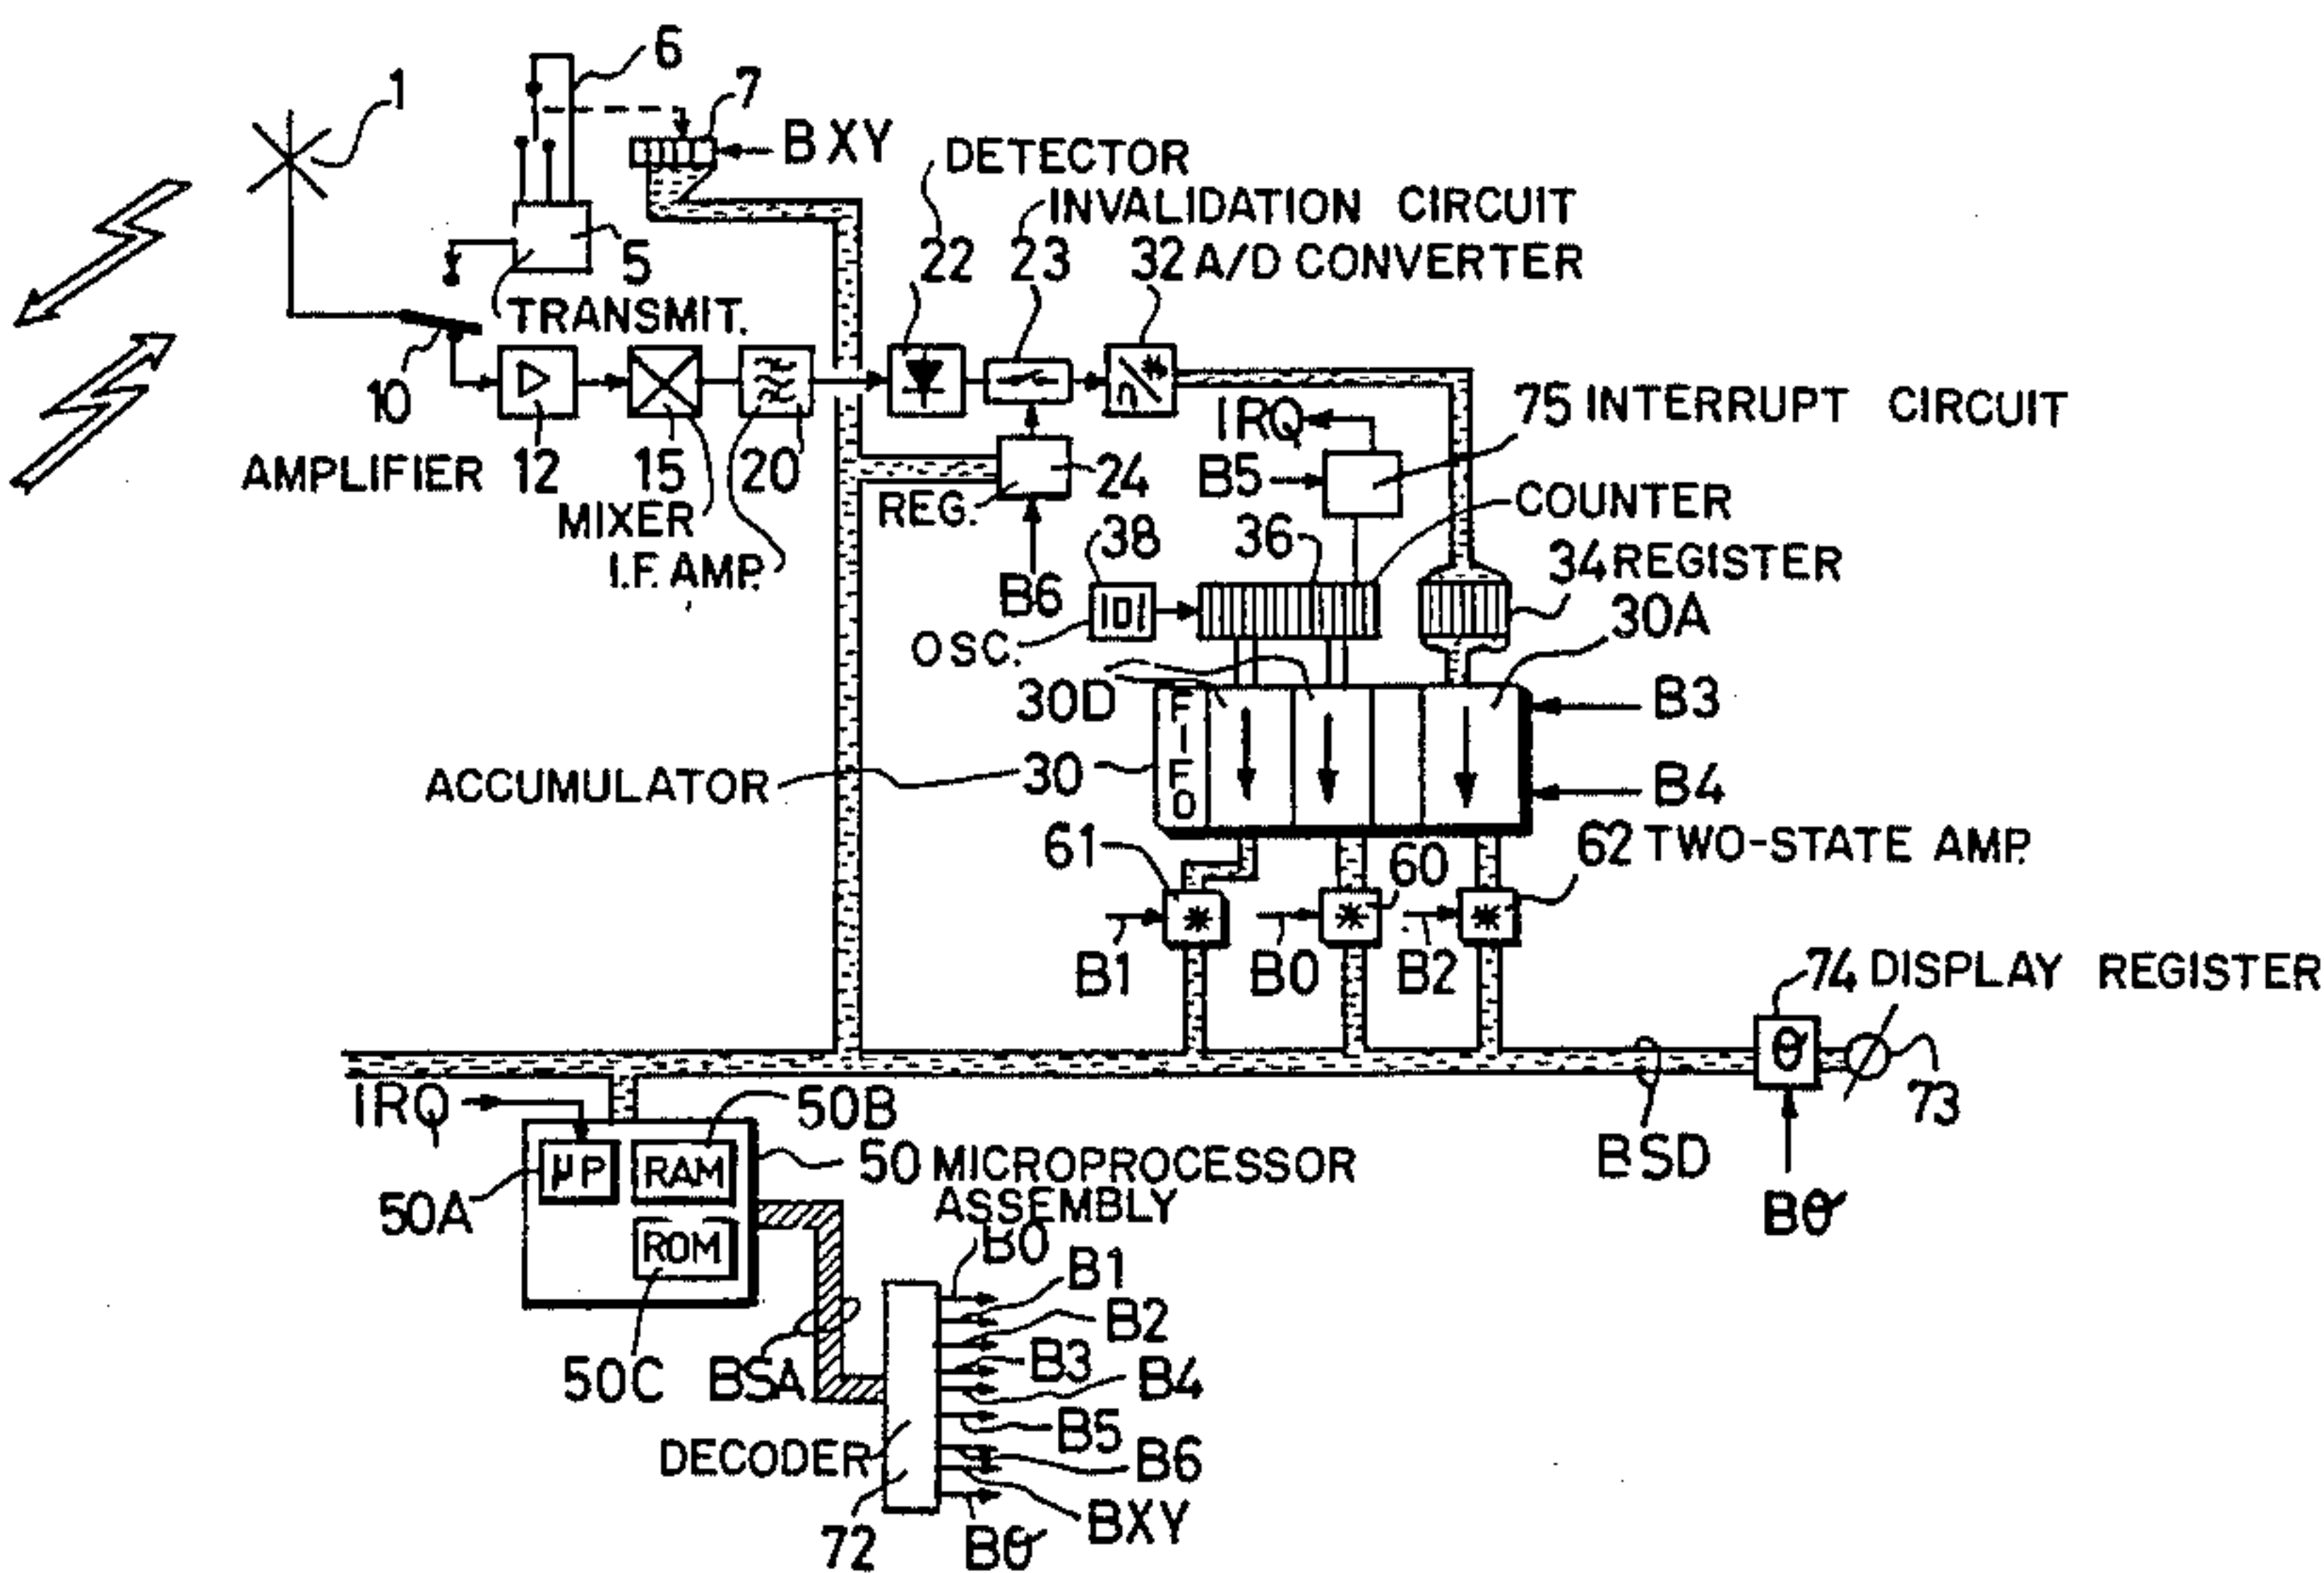 6
1
7
BXY
DETECTOR
INVALIDATION CIRCUIT
5
22
23
32 A/D CONVERTER
TRANSMIT.
10
75 INTERRUPT CIRCUIT
IRQ
AMPLIFIER
12
15
20
24
B5
MIXER
REG.
COUNTER
I.F. AMP.
38
36
34 REGISTER
B6
30A
OSC.
30D
FIFO
B3
ACCUMULATOR
30
B4
61
60
62 TWO-STATE AMP.
B1
B0
B2
74 DISPLAY REGISTER
θ
73
IRQ
50B
BSD
Bθ
μP
RAM
50 MICROPROCESSOR
ASSEMBLY
50A
ROM
B0
B1
B2
50C
BSA
B3
B4
B5
DECODER
B6
BXY
72
Bθ